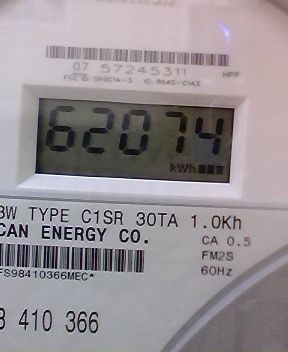 07 57245311 HPP
62074
kWh
3W TYPE C1SR 30TA 1.0Kh
CAN ENERGY CO. CA 0.5
FM2S
FS98410366MEC* 60Hz
410 366